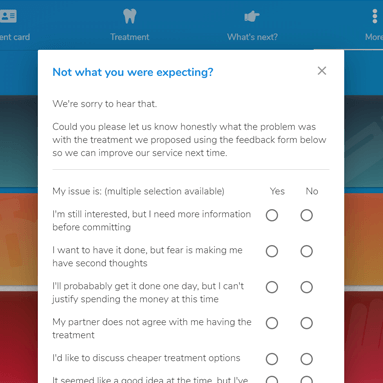 ent card
Treatment
What's next?
More
Not what you were expecting?
We're sorry to hear that.
Could you please let us know honestly what the problem was
with the treatment we proposed using the feedback form below
so we can improve our service next time.
My issue is: (multiple selection available) Yes No
I'm still interested, but I need more information
before committing
I want to have it done, but fear is making me
have second thoughts
I'll probabably get it done one day, but I can't
justify spending the money at this time
My partner does not agree with me having the
treatment
I'd like to discuss cheaper treatment options
It seemed like a good idea at the time, but I've